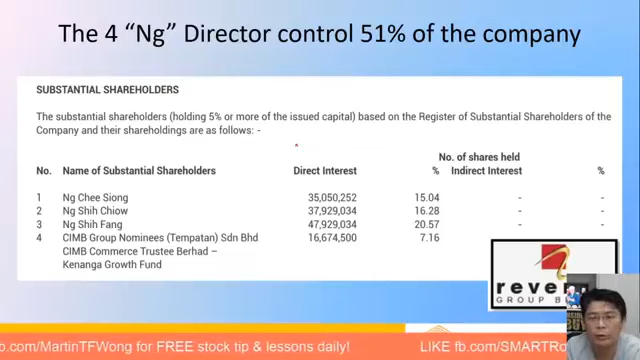 The 4 “Ng” Director control 51% of the company
SUBSTANTIAL SHAREHOLDERS
The substantial shareholders (holding 5% or more of the issued capital) based on the Register of Substantial Shareholders of the
Company and their shareholdings are as follows: -
No. of shares held
No. Name of Substantial Shareholders Direct Interest % Indirect Interest %
1 Ng Chee Siong 35,050,252 15.04 - -
2 Ng Shih Chiow 37,929,034 16.28 - -
3 Ng Shih Fang 47,929,034 20.57 - -
4 CIMB Group Nominees (Tempatan) Sdn Bhd 16,674,500 7.16 - -
CIMB Commerce Trustee Berhad –
Kenanga Growth Fund
GROUP
BUY
b.com/MartinTFWong for FREE stock tip & lessons daily!
LIKE fb.com/SMARTRo